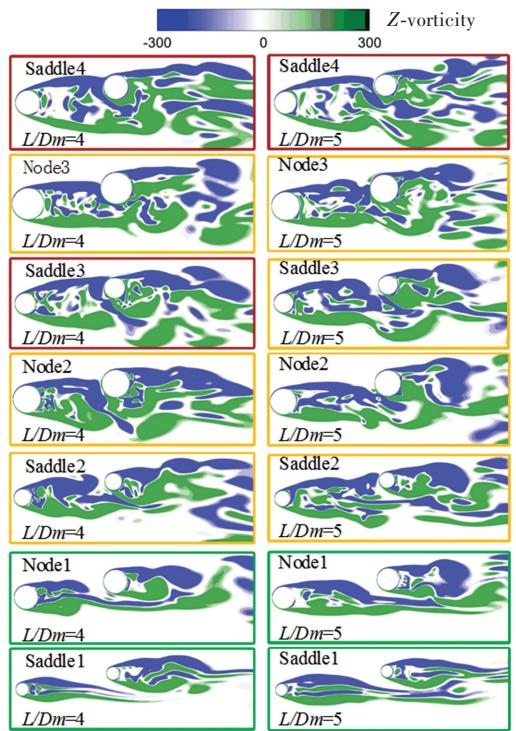 Z-vorticity
-300 0 300
Saddle4 Saddle4
L/Dm=4 L/Dm=5
Node3 Node3
L/Dm=4 L/Dm=5
Saddle3 Saddle3
L/Dm=4 L/Dm=5
Node2 Node2
L/Dm=4 L/Dm=5
Saddle2 Saddle2
L/Dm=4 L/Dm=5
Node1 Node1
L/Dm=4 L/Dm=5
Saddle1 Saddle1
L/Dm=4 L/Dm=5